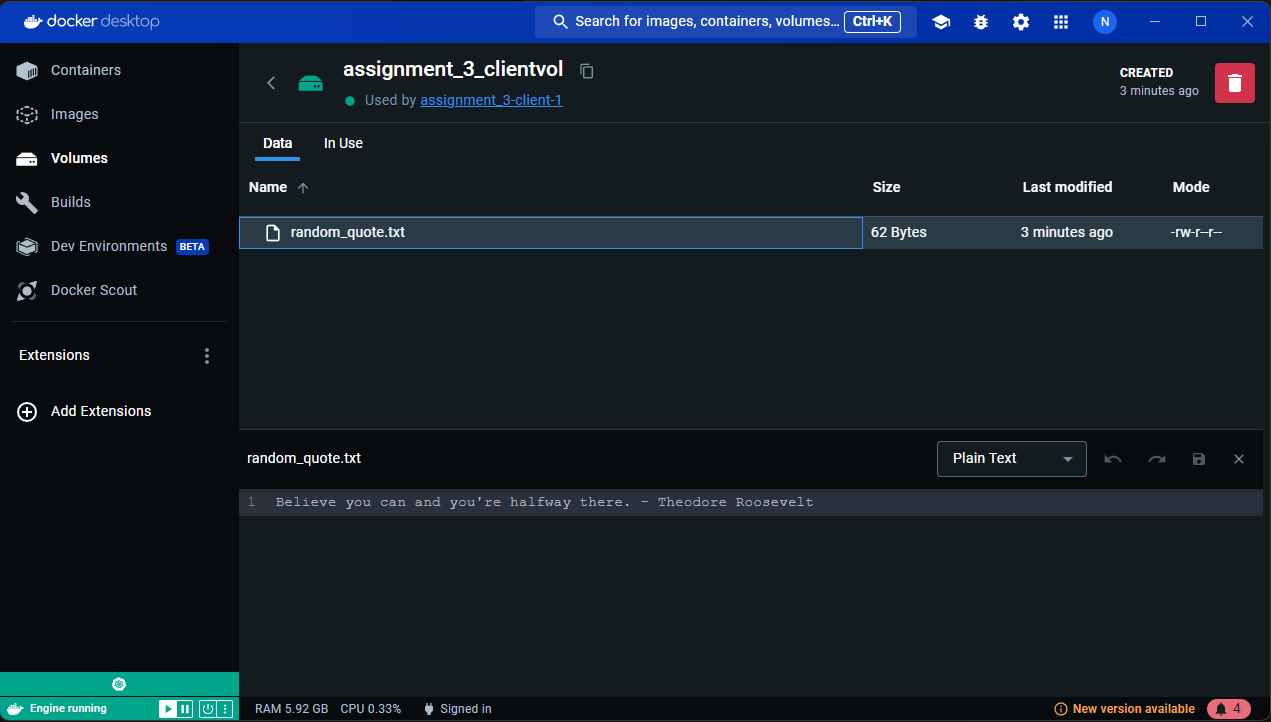 docker desktop
Search for images, containers, volumes... Ctrl+K
N
Containers
Images
Volumes
Builds
Dev Environments BETA
Docker Scout
Extensions
Add Extensions
assignment_3_clientvol
Used by assignment_3-client-1
CREATED
3 minutes ago
Data In Use
Name Size Last modified Mode
random_quote.txt 62 Bytes 3 minutes ago -rw-r--r--
random_quote.txt Plain Text
1 Believe you can and you're halfway there. - Theodore Roosevelt
Engine running RAM 5.92 GB CPU 0.33% Signed in New version available 4